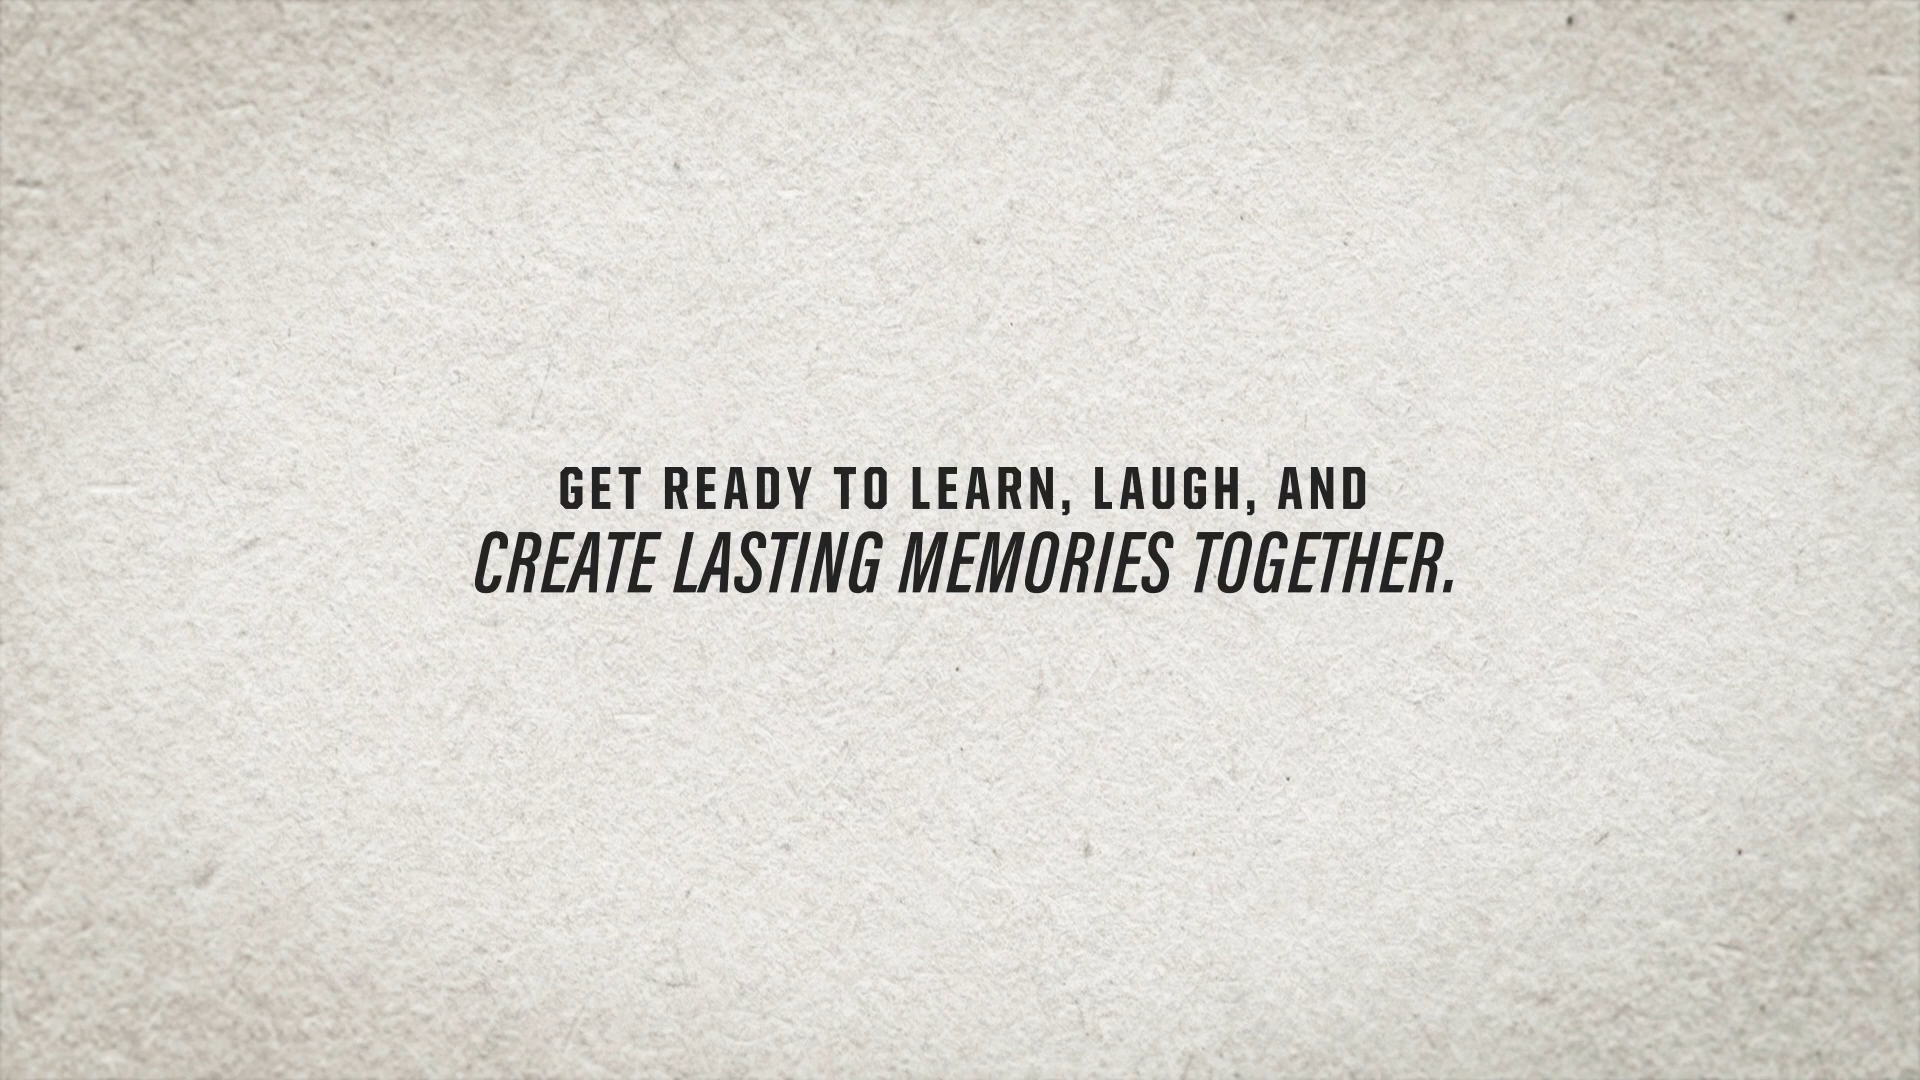 GET READY TO LEARN, LAUGH, AND
CREATE LASTING MEMORIES TOGETHER.